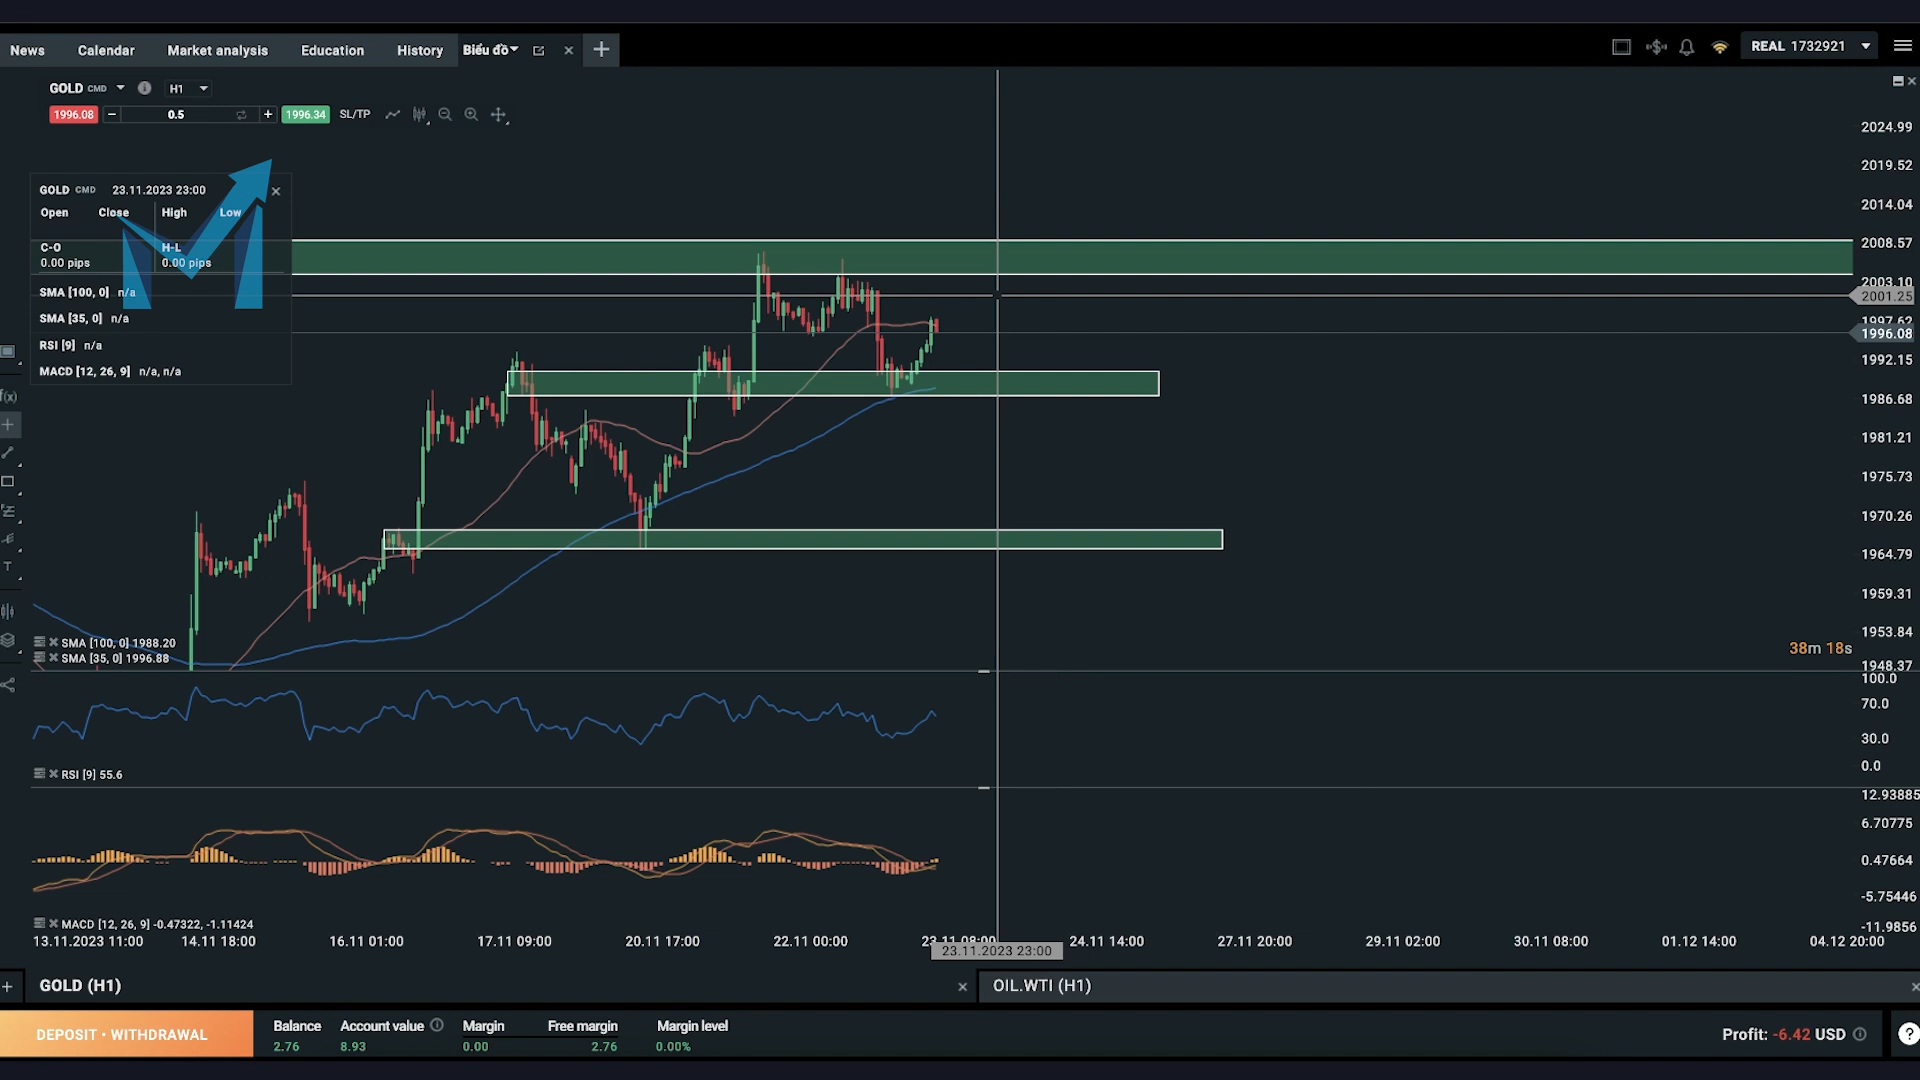 News Calendar Market analysis Education History Biểu đồ
REAL 1732921
GOLD CMD H1
1996.08 0.5 1996.34 SL/TP
2024.99
2019.52
2014.04
2008.57
2003.10
2001.25
1997.62
1996.08
1992.15
1986.68
1981.21
1975.73
1970.26
1964.79
1959.31
1953.84
1948.37
GOLD CMD 23.11.2023 23:00
Open Close High Low
C-O H-L
0.00 pips 0.00 pips
SMA [100, 0] n/a
SMA [35, 0] n/a
RSI [9] n/a
MACD [12, 26, 9] n/a, n/a
f(x)
T
SMA [100, 0] 1988.20
SMA [35, 0] 1996.88
38m 18s
100.0
70.0
30.0
0.0
RSI [9] 55.6
12.93885
6.70775
0.47664
-5.75446
-11.9856
MACD [12, 26, 9] -0.47322, -1.11424
13.11.2023 11:00 14.11 18:00 16.11 01:00 17.11 09:00 20.11 17:00 22.11 00:00 23.11 08:00 24.11 14:00 27.11 20:00 29.11 02:00 30.11 08:00 01.12 14:00 04.12 20:00
23.11.2023 23:00
GOLD (H1) OIL.WTI (H1)
DEPOSIT • WITHDRAWAL
Balance Account value Margin Free margin Margin level
2.76 8.93 0.00 2.76 0.00%
Profit: -6.42 USD